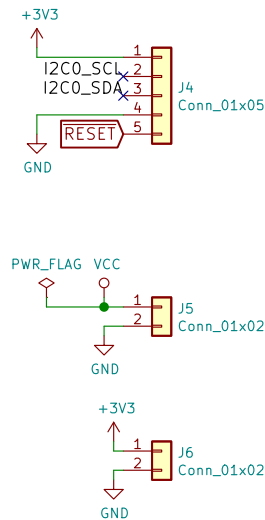 +3V3
1
I2C0_SCL
2
J4
I2C0_SDA
3
Conn_01x05
4
RESET
5
GND
PWR_FLAG VCC
1
J5
2
Conn_01x02
GND
+3V3
1
J6
2
Conn_01x02
GND